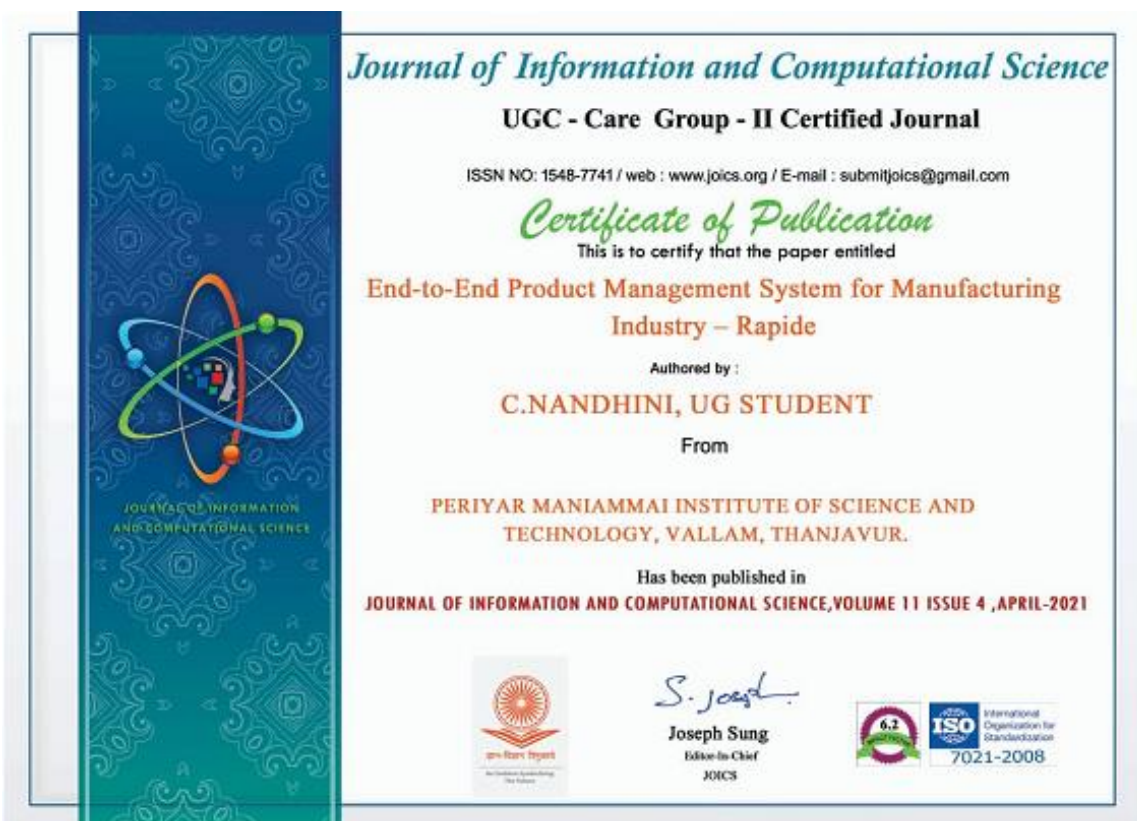 Journal of Information and Computational Science
UGC - Care Group - II Certified Journal
ISSN NO: 1548-7741 / web : www.joics.org / E-mail : submitjoics@gmail.com
Certificate of Publication
This is to certify that the paper entitled
End-to-End Product Management System for Manufacturing
Industry – Rapide
Authored by :
C.NANDHINI, UG STUDENT
From
PERIYAR MANIAMMAI INSTITUTE OF SCIENCE AND
TECHNOLOGY, VALLAM, THANJAVUR.
Has been published in
JOURNAL OF INFORMATION AND COMPUTATIONAL SCIENCE,VOLUME 11 ISSUE 4 ,APRIL-2021
JOURNAL OF INFORMATION
AND COMPUTATIONAL SCIENCE
S. Joseph
Joseph Sung
Editor-In-Chief
JOICS
6.2
ISO
International
Organization for
Standardization
7021-2008